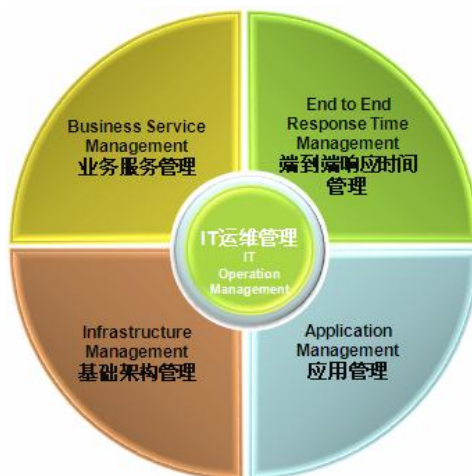 Business Service
Management
业务服务管理
End to End
Response Time
Management
端到端响应时间
管理
IT运维管理
IT
Operation
Management
Infrastructure
Management
基础架构管理
Application
Management
应用管理